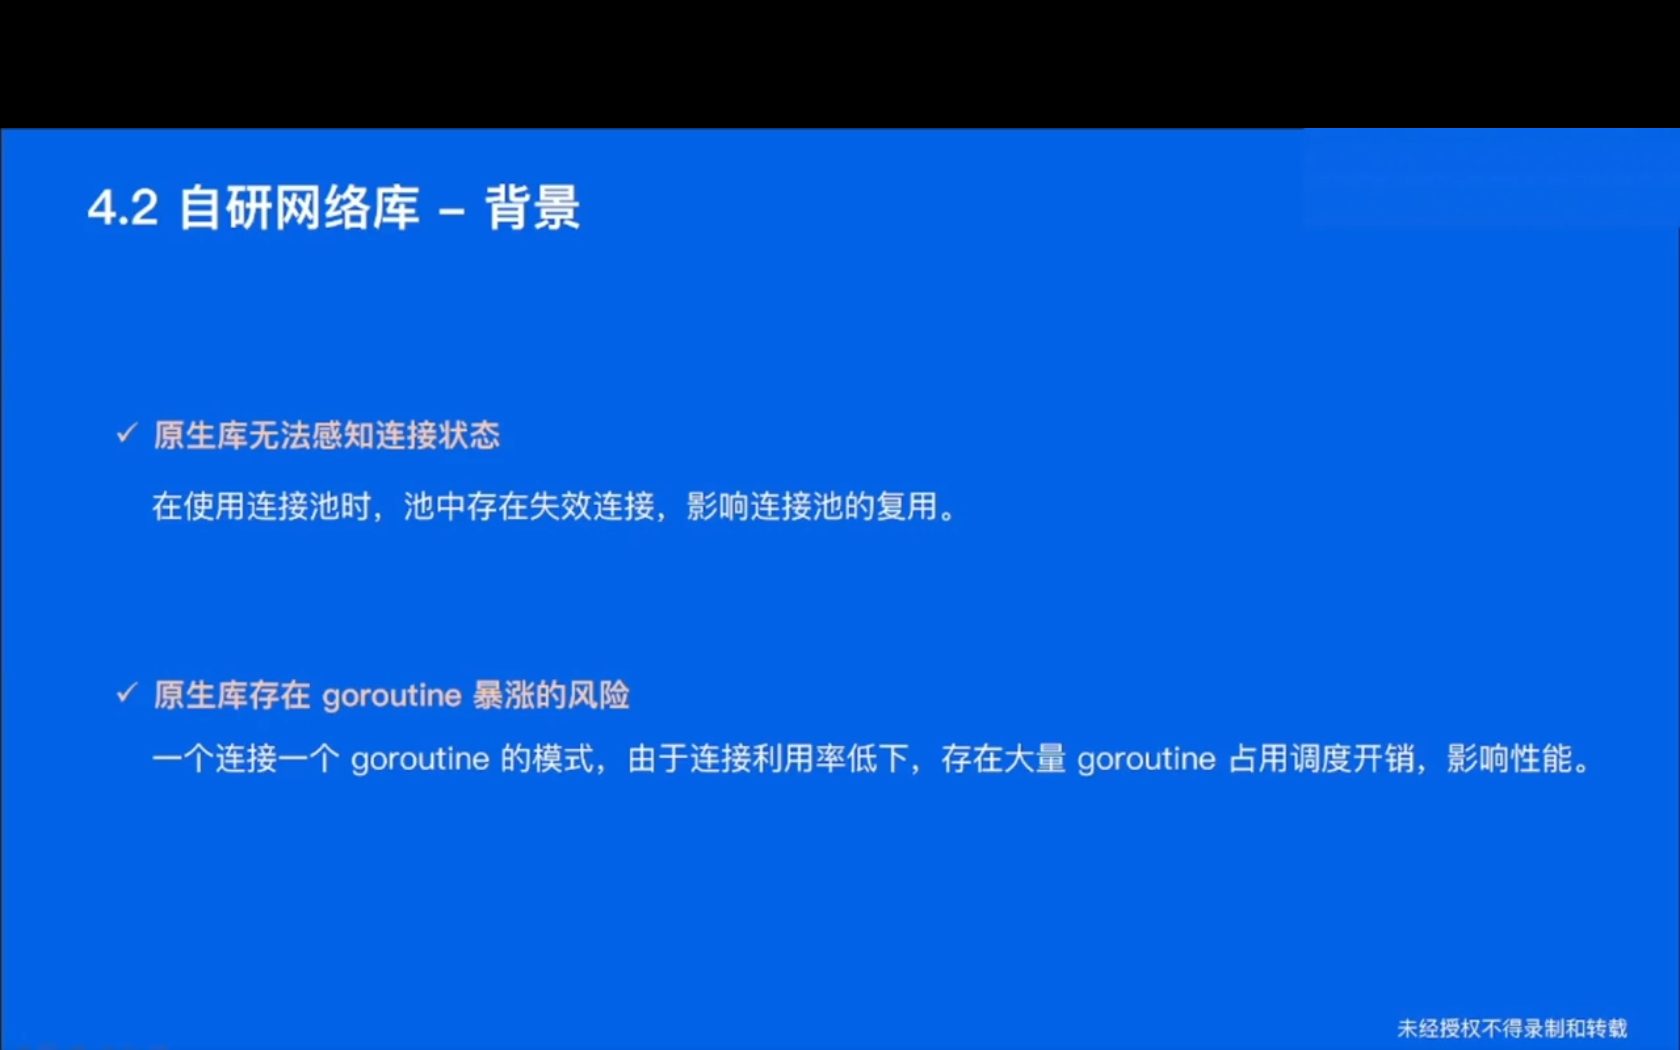 4.2 自研网络库 – 背景
✓ 原生库无法感知连接状态
在使用连接池时，池中存在失效连接，影响连接池的复用。
✓ 原生库存在 goroutine 暴涨的风险
一个连接一个 goroutine 的模式，由于连接利用率低下，存在大量 goroutine 占用调度开销，影响性能。
未经授权不得录制和转载